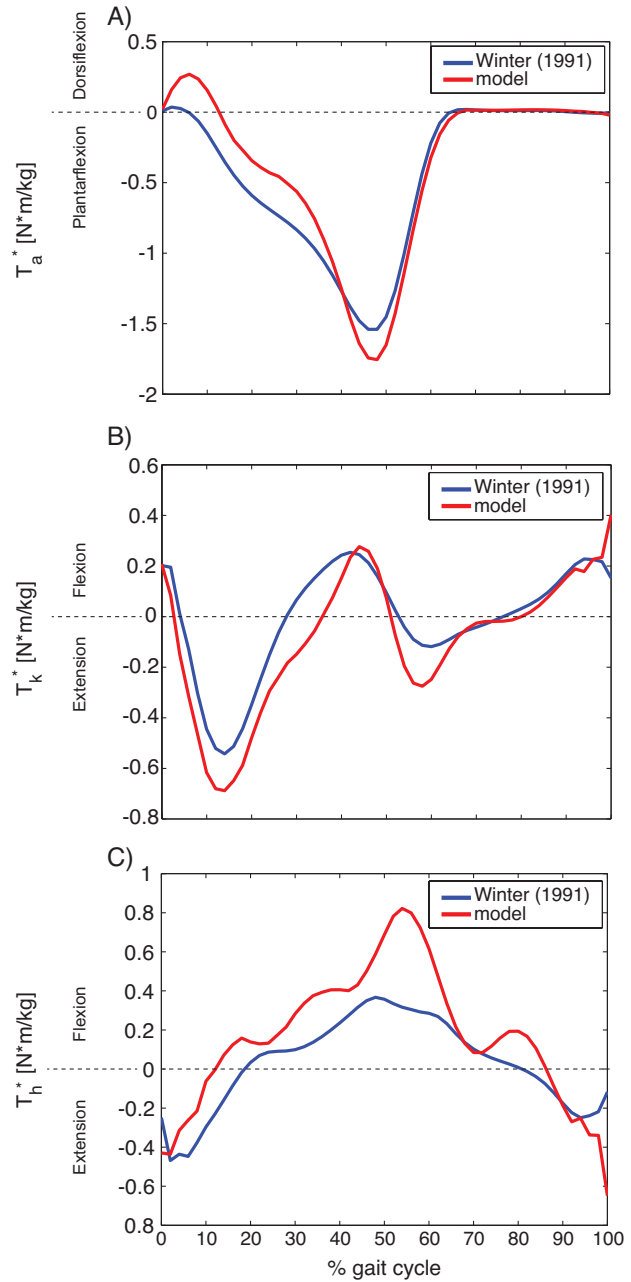 A)
Dorsiflexion
Plantarflexion
T_a^* [N*m/kg]
0.5
0
-0.5
-1
-1.5
-2
Winter (1991)
model
B)
Flexion
Extension
T_k^* [N*m/kg]
0.6
0.4
0.2
0
-0.2
-0.4
-0.6
-0.8
Winter (1991)
model
C)
Flexion
Extension
T_h^* [N*m/kg]
1
0.8
0.6
0.4
0.2
0
-0.2
-0.4
-0.6
0.8
Winter (1991)
model
0 10 20 30 40 50 60 70 80 90 100
% gait cycle